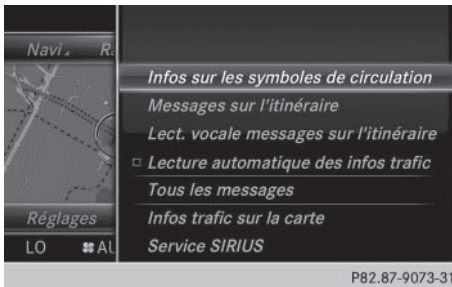 Navi
Infos sur les symboles de circulation
Messages sur l'itinéraire
Lect. vocale messages sur l'itinéraire
Lecture automatique des infos trafic
Tous les messages
Réglages
Infos trafic sur la carte
LO
Service SIRIUS
P82.87-9073-31